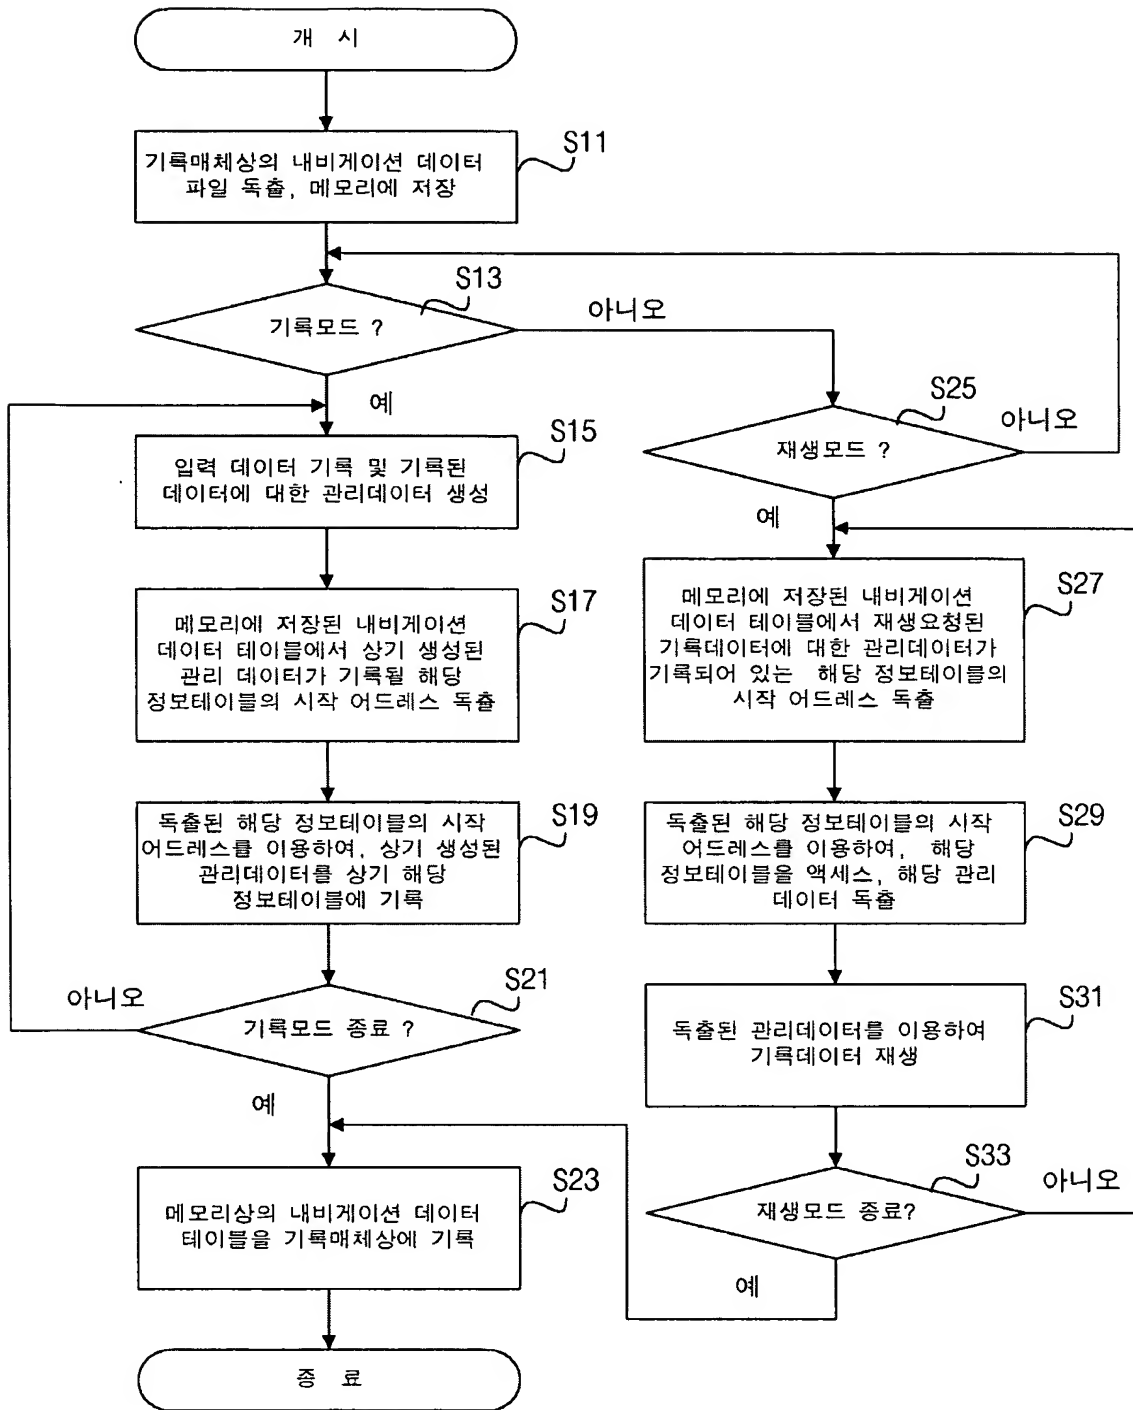 개 시
기록매체상의 내비게이션 데이터
파일 독출, 메모리에 저장
S11
기록모드 ?
S13
아니오
예
입력 데이터 기록 및 기록된
데이터에 대한 관리데이터 생성
S15
메모리에 저장된 내비게이션
데이터 테이블에서 상기 생성된
관리 데이터가 기록될 해당
정보테이블의 시작 어드레스 독출
S17
독출된 해당 정보테이블의 시작
어드레스를 이용하여, 상기 생성된
관리데이터를 상기 해당
정보테이블에 기록
S19
기록모드 종료 ?
S21
아니오
예
메모리상의 내비게이션 데이터
테이블을 기록매체상에 기록
S23
종 료
재생모드 ?
S25
아니오
예
메모리에 저장된 내비게이션
데이터 테이블에서 재생요청된
기록데이터에 대한 관리데이터가
기록되어 있는 해당 정보테이블의
시작 어드레스 독출
S27
독출된 해당 정보테이블의 시작
어드레스를 이용하여, 해당
정보테이블을 액세스, 해당 관리
데이터 독출
S29
독출된 관리데이터를 이용하여
기록데이터 재생
S31
재생모드 종료?
S33
아니오
예